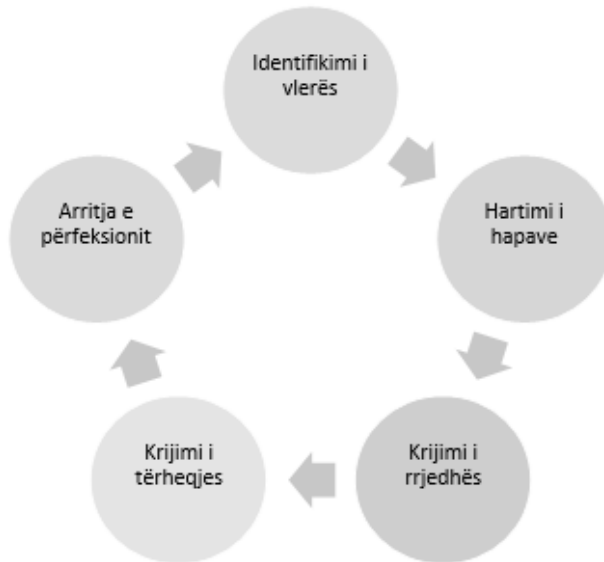 Identifikimi i
vlerës
Hartimi i
hapave
Krijimi i
rrjedhës
Krijimi i
tërheqjes
Arritja e
përfeksionit